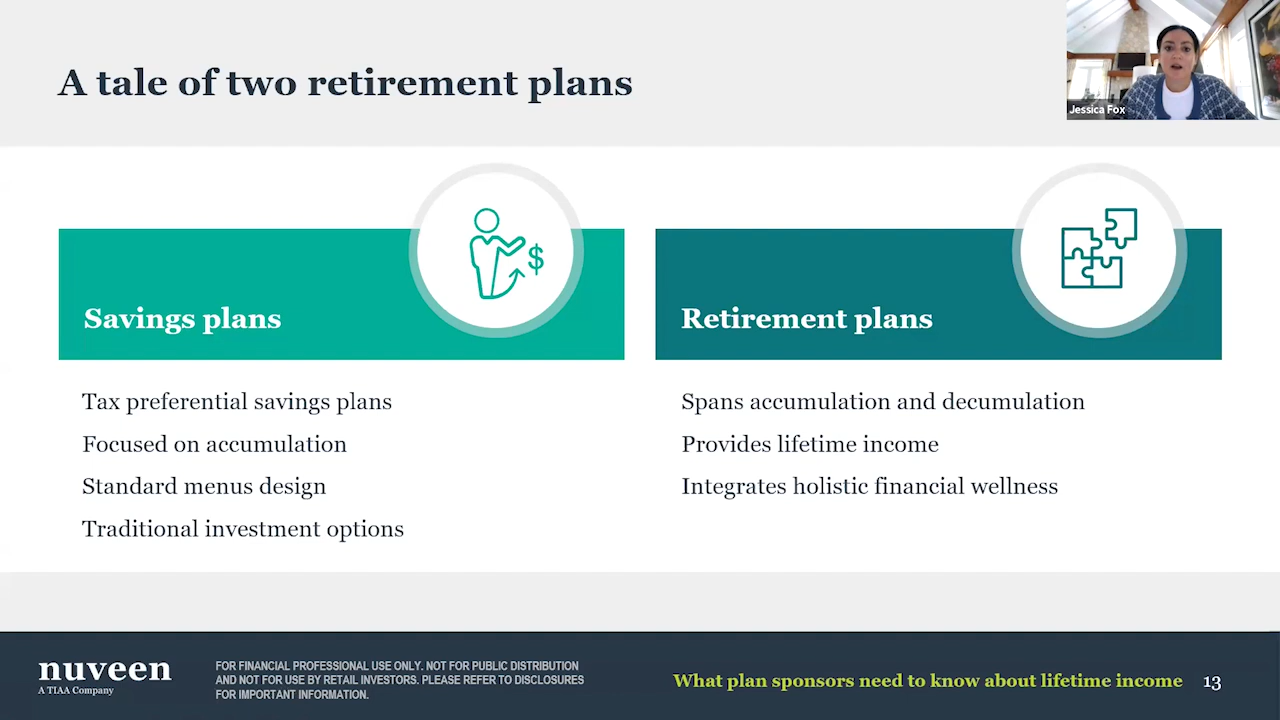 A tale of two retirement plans
Jessica Fox
$
Savings plans
Tax preferential savings plans
Focused on accumulation
Standard menus design
Traditional investment options
Retirement plans
Spans accumulation and decumulation
Provides lifetime income
Integrates holistic financial wellness
nuveen
A TIAA Company
FOR FINANCIAL PROFESSIONAL USE ONLY. NOT FOR PUBLIC DISTRIBUTION
AND NOT FOR USE BY RETAIL INVESTORS. PLEASE REFER TO DISCLOSURES
FOR IMPORTANT INFORMATION.
What plan sponsors need to know about lifetime income 13